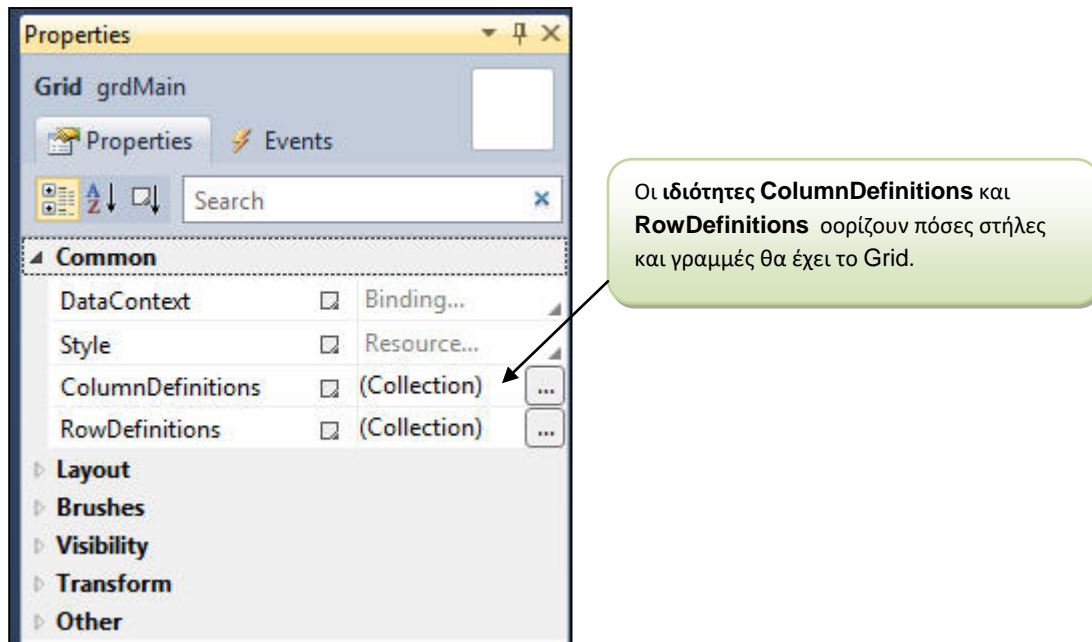 Properties
Grid grdMain
Properties Events
Search
Common
DataContext Binding...
Style Resource...
ColumnDefinitions (Collection) ...
RowDefinitions (Collection) ...
Layout
Brushes
Visibility
Transform
Other
Οι ιδιότητες ColumnDefinitions και
RowDefinitions οορίζουν πόσες στήλες
και γραμμές θα έχει το Grid.